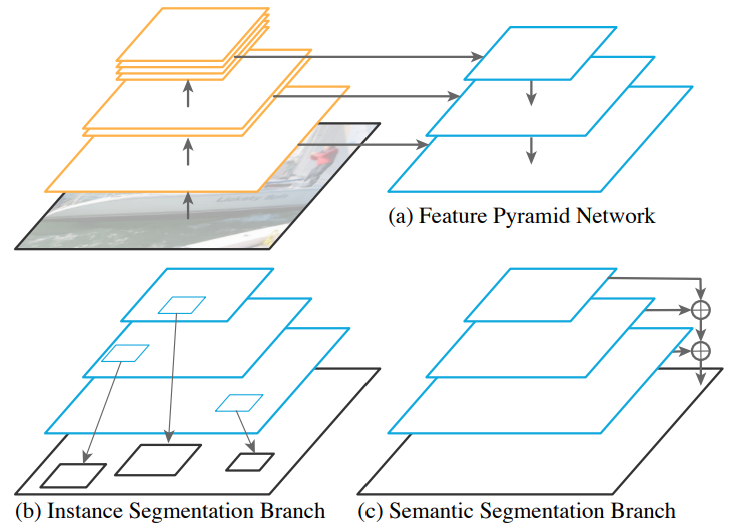 (a) Feature Pyramid Network
(b) Instance Segmentation Branch
(c) Semantic Segmentation Branch